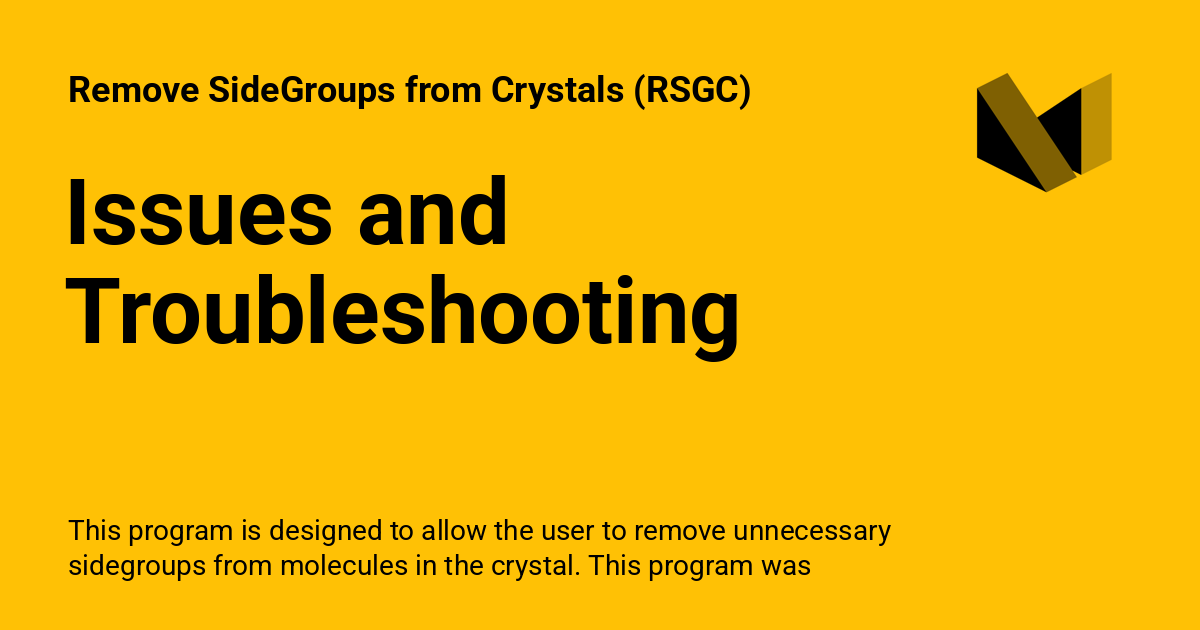 Remove SideGroups from Crystals (RSGC)
Issues and
Troubleshooting
This program is designed to allow the user to remove unnecessary
sidegroups from molecules in the crystal. This program was